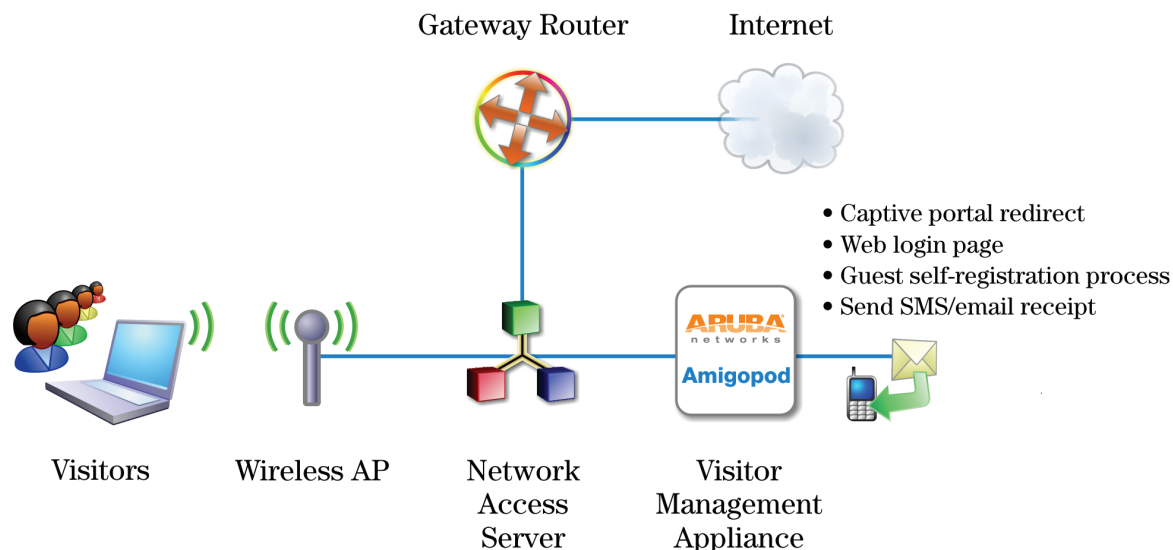 Gateway Router
Internet
• Captive portal redirect
• Web login page
• Guest self-registration process
• Send SMS/email receipt
ARUBA
networks
Amigopod
Visitors
Wireless AP
Network
Access
Server
Visitor
Management
Appliance